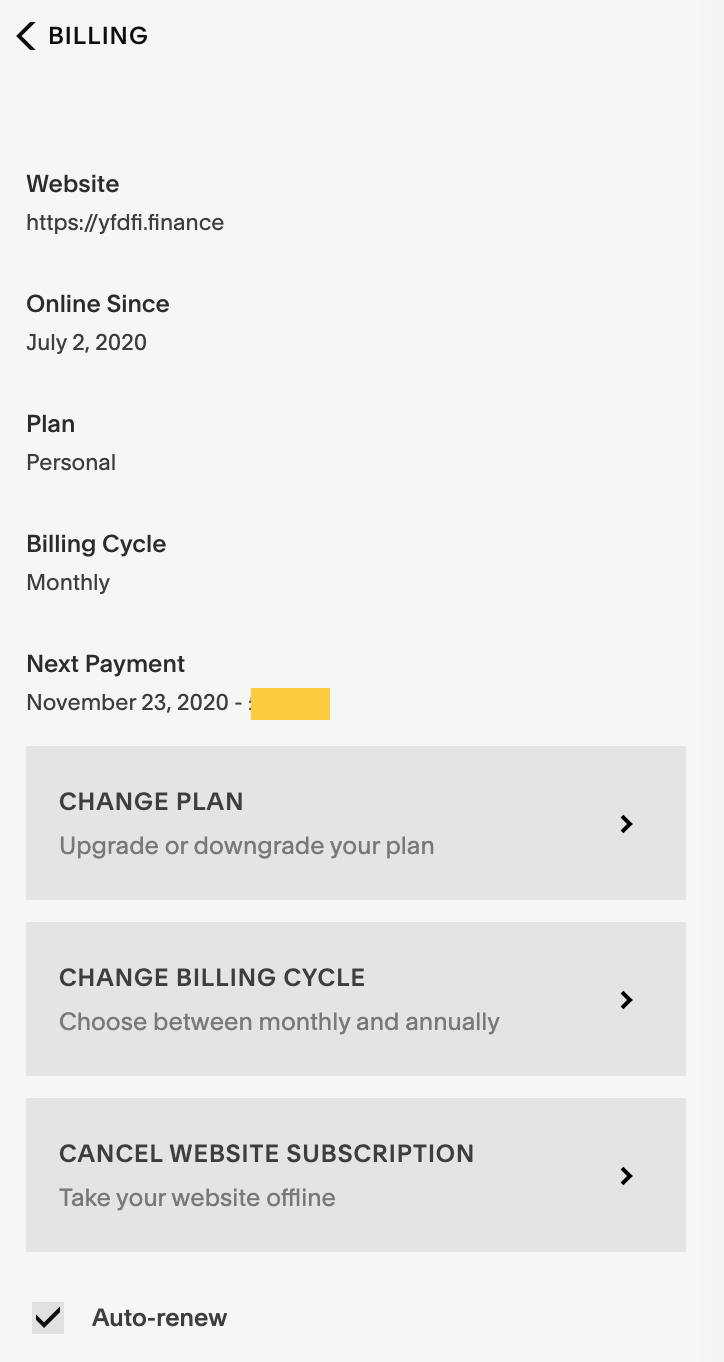 BILLING
Website
https://yfdfi.finance
Online Since
July 2, 2020
Plan
Personal
Billing Cycle
Monthly
Next Payment
November 23, 2020 -
CHANGE PLAN
Upgrade or downgrade your plan
CHANGE BILLING CYCLE
Choose between monthly and annually
CANCEL WEBSITE SUBSCRIPTION
Take your website offline
Auto-renew